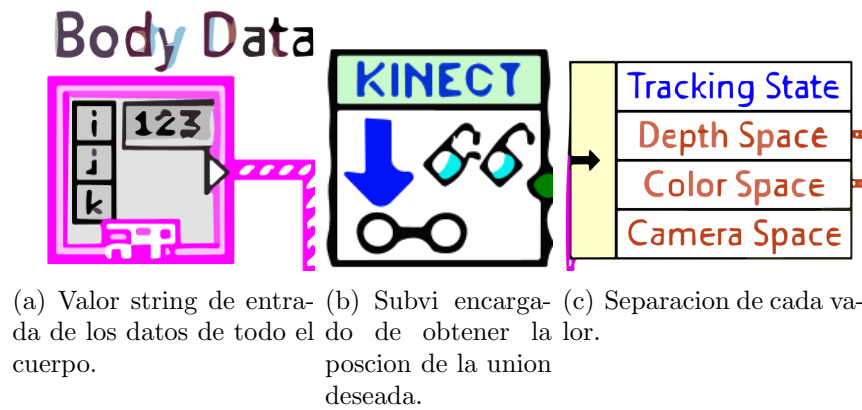 Body Data
i
j
k
123
KINECT
Tracking State
Depth Space
Color Space
Camera Space
(a) Valor string de entra-
da de los datos de todo el
cuerpo.
(b) Subvi encarga-
do de obtener la
poscion de la union
deseada.
(c) Separacion de cada va-
lor.